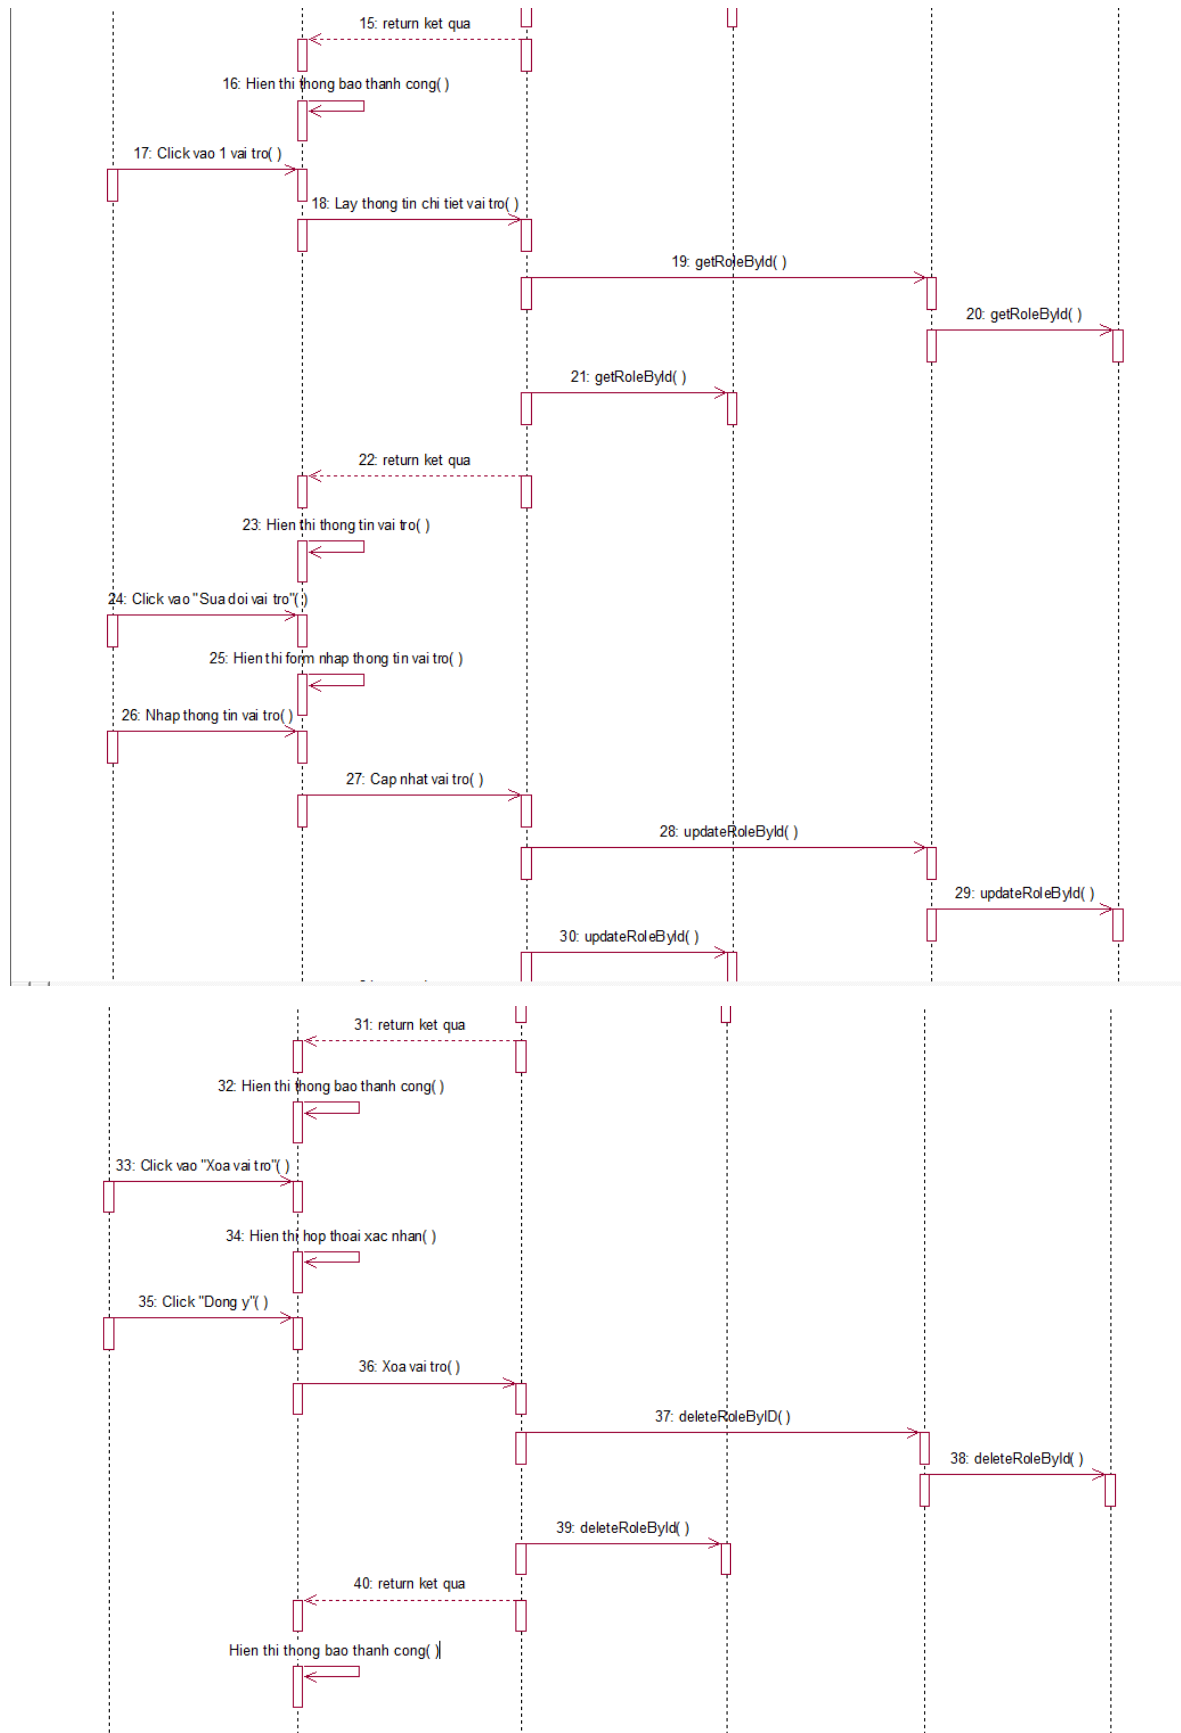 15: return ket qua
16: Hien thi thong bao thanh cong( )
17: Click vao 1 vai tro( )
18: Lay thong tin chi tiet vai tro( )
19: getRoleById( )
20: getRoleById( )
21: getRoleById( )
22: return ket qua
23: Hien thi thong tin vai tro( )
24: Click vao "Sua doi vai tro"( )
25: Hien thi form nhap thong tin vai tro( )
26: Nhap thong tin vai tro( )
27: Cap nhat vai tro( )
28: updateRoleById( )
29: updateRoleById( )
30: updateRoleById( )
31: return ket qua
32: Hien thi thong bao thanh cong( )
33: Click vao "Xoa vai tro"( )
34: Hien thi hop thoai xac nhan( )
35: Click "Dong y"( )
36: Xoa vai tro( )
37: deleteRoleByID( )
38: deleteRoleById( )
39: deleteRoleById( )
40: return ket qua
Hien thi thong bao thanh cong( )